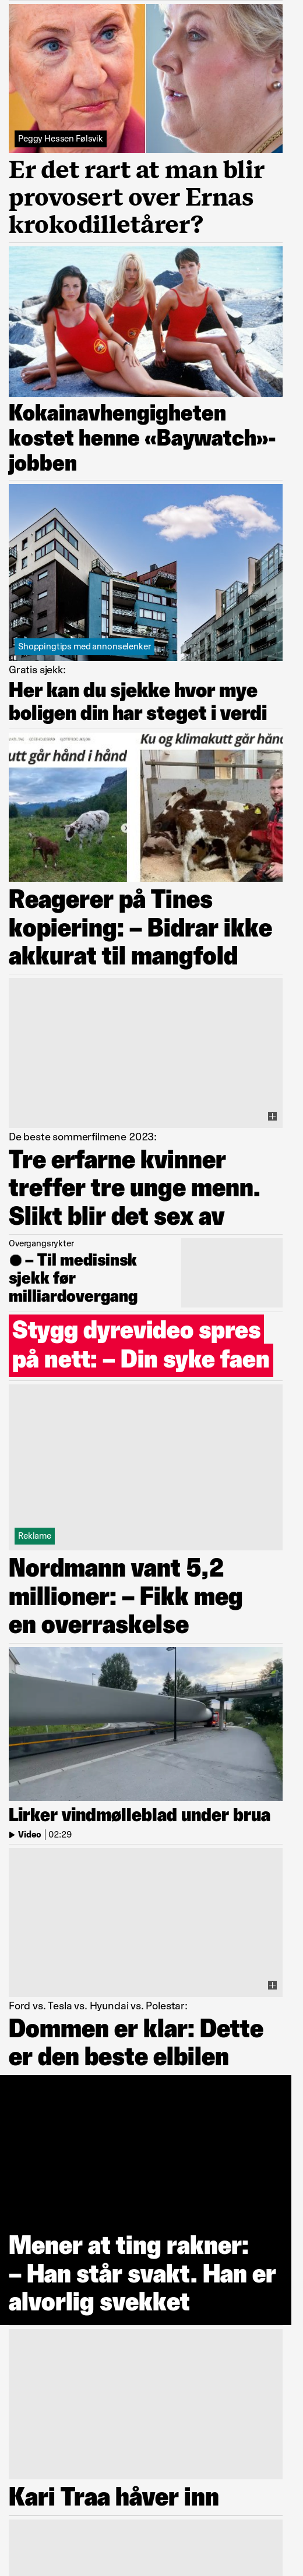 Peggy Hessen Følsvik
Er det rart at man blir
provosert over Ernas
krokodilletårer?
Kokainavhengigheten
kostet henne «Baywatch»-
jobben
Shoppingtips med annonselenker
Gratis sjekk:
Her kan du sjekke hvor mye
boligen din har steget i verdi
utt går hånd i hånd
Ku og klimakutt går hånd
Reagerer på Tines
kopiering: – Bidrar ikke
akkurat til mangfold
De beste sommerfilmene 2023:
Tre erfarne kvinner
treffer tre unge menn.
Slikt blir det sex av
Overgangsrykter
– Til medisinsk
sjekk før
milliardovergang
Stygg dyrevideo spres
på nett: – Din syke faen
Reklame
Nordmann vant 5,2
millioner: – Fikk meg
en overraskelse
Lirker vindmølleblad under brua
Video | 02:29
Ford vs. Tesla vs. Hyundai vs. Polestar:
Dommen er klar: Dette
er den beste elbilen
Mener at ting rakner:
– Han står svakt. Han er
alvorlig svekket
Kari Traa håver inn